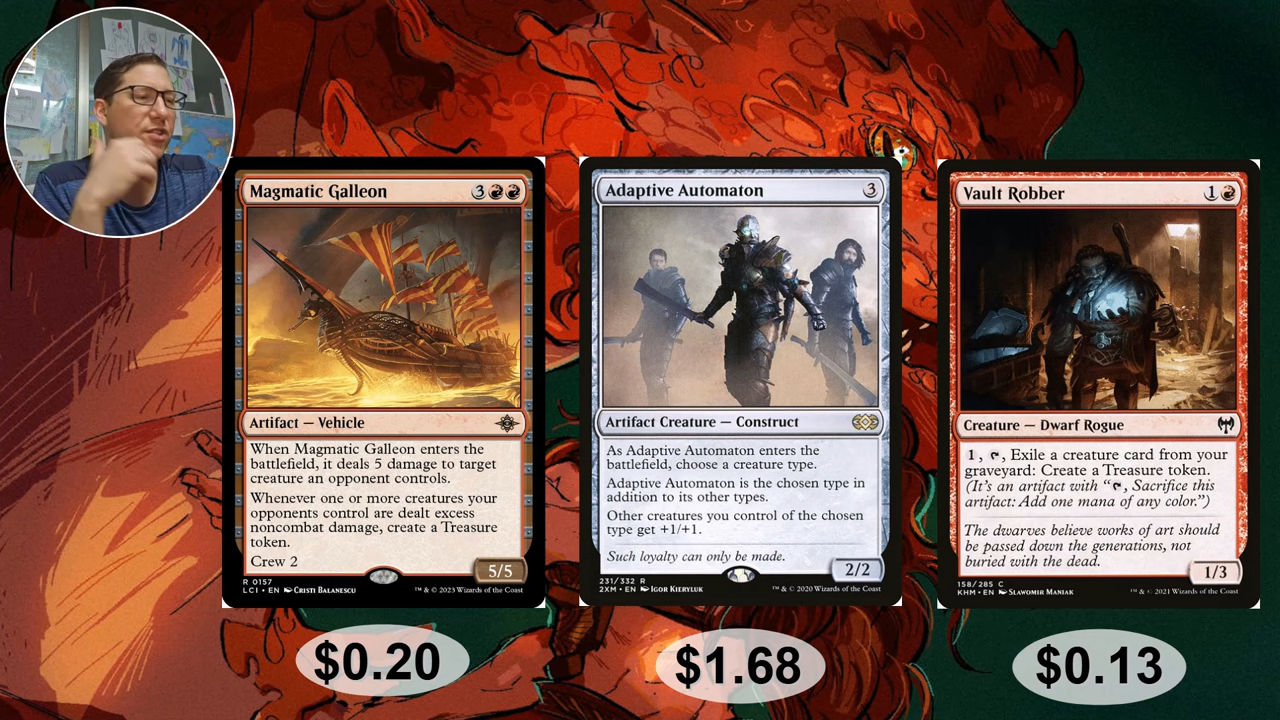 Magmatic Galleon 3
Artifact — Vehicle
When Magmatic Galleon enters the
battlefield, it deals 5 damage to target
creature an opponent controls.
Whenever one or more creatures your
opponents control are dealt excess
noncombat damage, create a Treasure
token.
Crew 2
5/5
R 0157
LCI • EN Cristi Balanescu
™ & © 2023 Wizards of the Coast
$0.20
Adaptive Automaton 3
Artifact Creature — Construct
As Adaptive Automaton enters the
battlefield, choose a creature type.
Adaptive Automaton is the chosen type in
addition to its other types.
Other creatures you control of the chosen
type get +1/+1.
Such loyalty can only be made.
2/2
231/332 R
2XM • EN Igor Kieryluk
™ & © 2020 Wizards of the Coast
$1.68
Vault Robber 1
Creature — Dwarf Rogue
1, , Exile a creature card from your
graveyard: Create a Treasure token.
(It's an artifact with “, Sacrifice this
artifact: Add one mana of any color.”)
The dwarves believe works of art should
be passed down the generations, not
buried with the dead.
1/3
158/285 C
KHM • EN Slawomir Maniak
™ & © 2021 Wizards of the Coast
$0.13